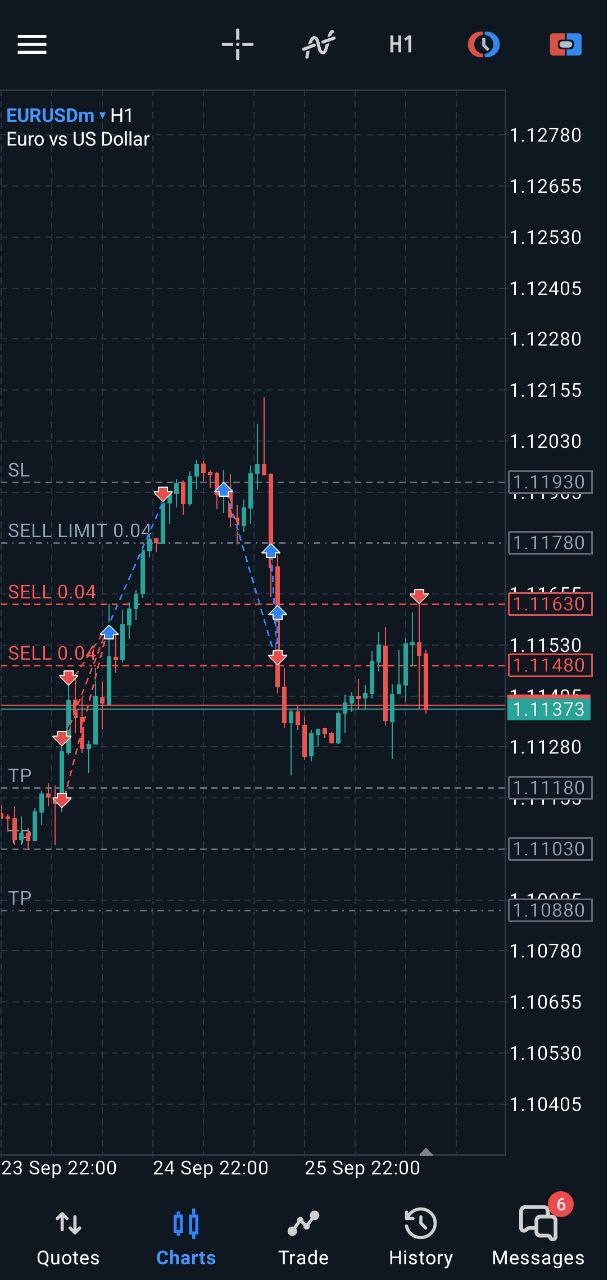 H1
EURUSDm ▾ H1
Euro vs US Dollar
1.12780
1.12655
1.12530
1.12405
1.12280
1.12155
1.12030
SL
1.11930
SELL LIMIT 0.04
1.11780
SELL 0.04
1.11630
1.11530
SELL 0.04
1.11480
1.11373
1.11280
TP
1.11180
1.11030
TP
1.10880
1.10780
1.10655
1.10530
1.10405
23 Sep 22:00 24 Sep 22:00 25 Sep 22:00
6
Quotes Charts Trade History Messages